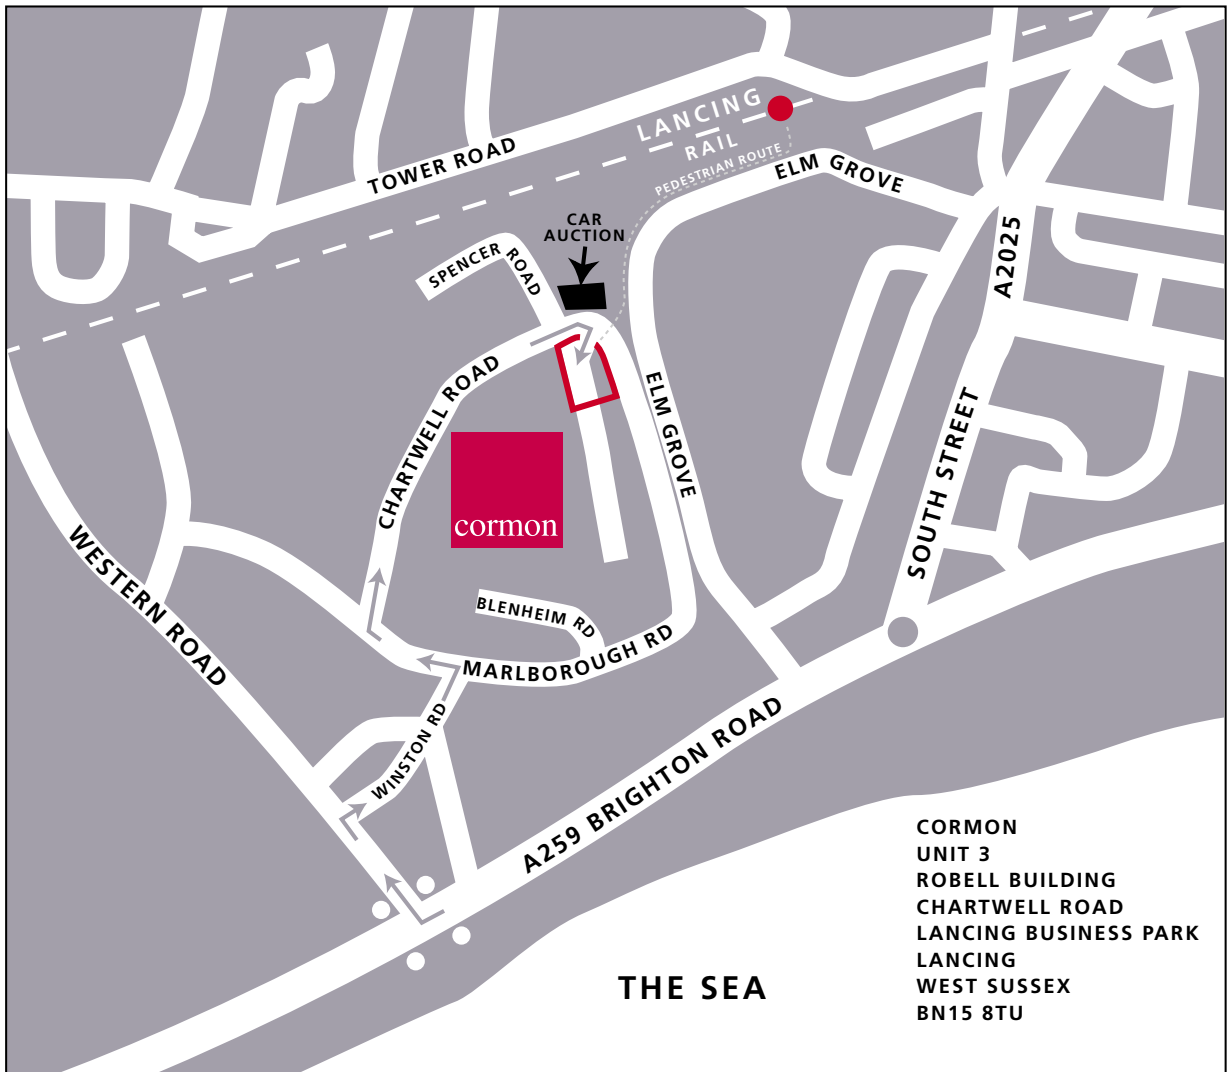 LANCING
RAIL
PEDESTRIAN ROUTE
TOWER ROAD
ELM GROVE
CAR
AUCTION
SPENCER
ROAD
A2025
CHARTWELL ROAD
ELM GROVE
SOUTH STREET
cormon
WESTERN ROAD
BLENHEIM RD
MARLBOROUGH RD
WINSTON RD
A259 BRIGHTON ROAD
THE SEA
CORMON
UNIT 3
ROBELL BUILDING
CHARTWELL ROAD
LANCING BUSINESS PARK
LANCING
WEST SUSSEX
BN15 8TU